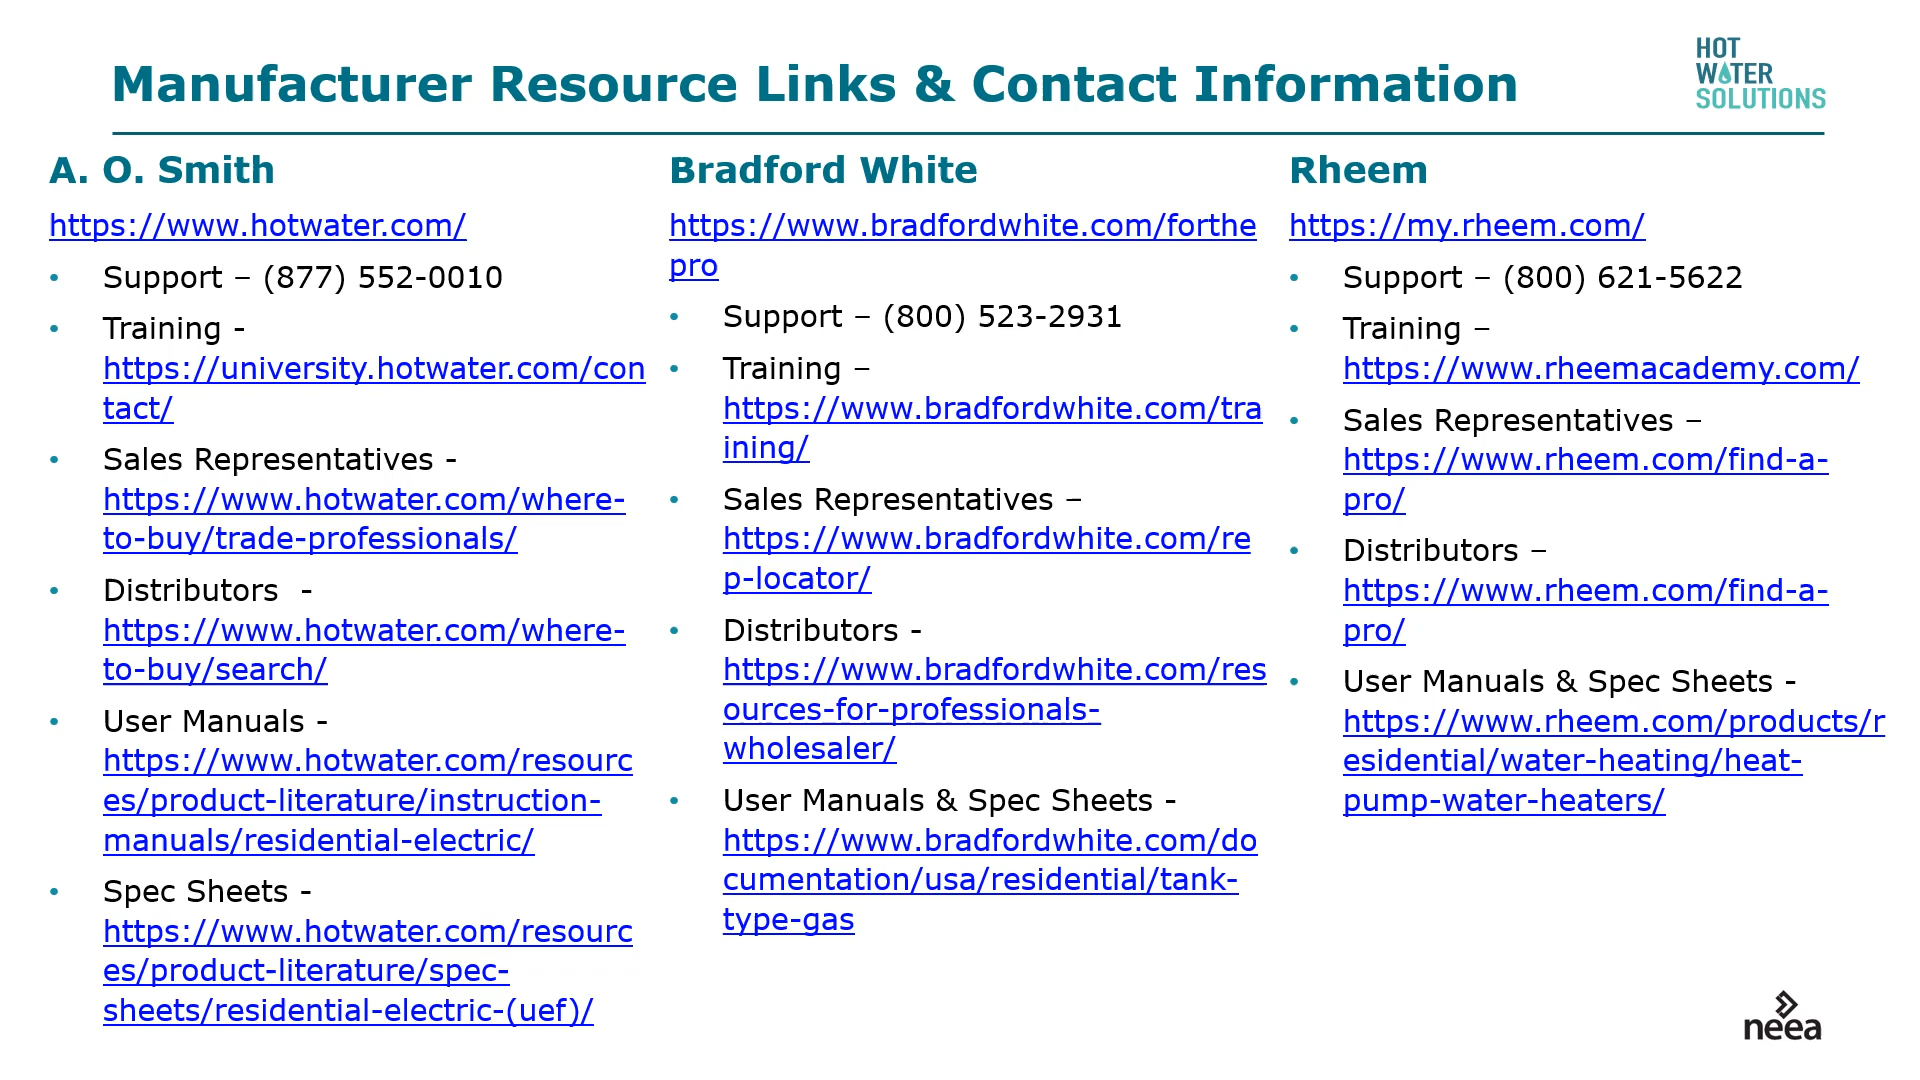 Manufacturer Resource Links & Contact Information
HOT
WATER
SOLUTIONS
A. O. Smith
https://www.hotwater.com/
• Support – (877) 552-0010
• Training -
https://university.hotwater.com/con
tact/
• Sales Representatives -
https://www.hotwater.com/where-
to-buy/trade-professionals/
• Distributors  -
https://www.hotwater.com/where-
to-buy/search/
• User Manuals -
https://www.hotwater.com/resourc
es/product-literature/instruction-
manuals/residential-electric/
• Spec Sheets -
https://www.hotwater.com/resourc
es/product-literature/spec-
sheets/residential-electric-(uef)/
Bradford White
https://www.bradfordwhite.com/forthe
pro
• Support – (800) 523-2931
• Training –
https://www.bradfordwhite.com/tra
ining/
• Sales Representatives –
https://www.bradfordwhite.com/re
p-locator/
• Distributors -
https://www.bradfordwhite.com/res
ources-for-professionals-
wholesaler/
• User Manuals & Spec Sheets -
https://www.bradfordwhite.com/do
cumentation/usa/residential/tank-
type-gas
Rheem
https://my.rheem.com/
• Support – (800) 621-5622
• Training –
https://www.rheemacademy.com/
• Sales Representatives –
https://www.rheem.com/find-a-
pro/
• Distributors –
https://www.rheem.com/find-a-
pro/
• User Manuals & Spec Sheets -
https://www.rheem.com/products/r
esidential/water-heating/heat-
pump-water-heaters/
neea